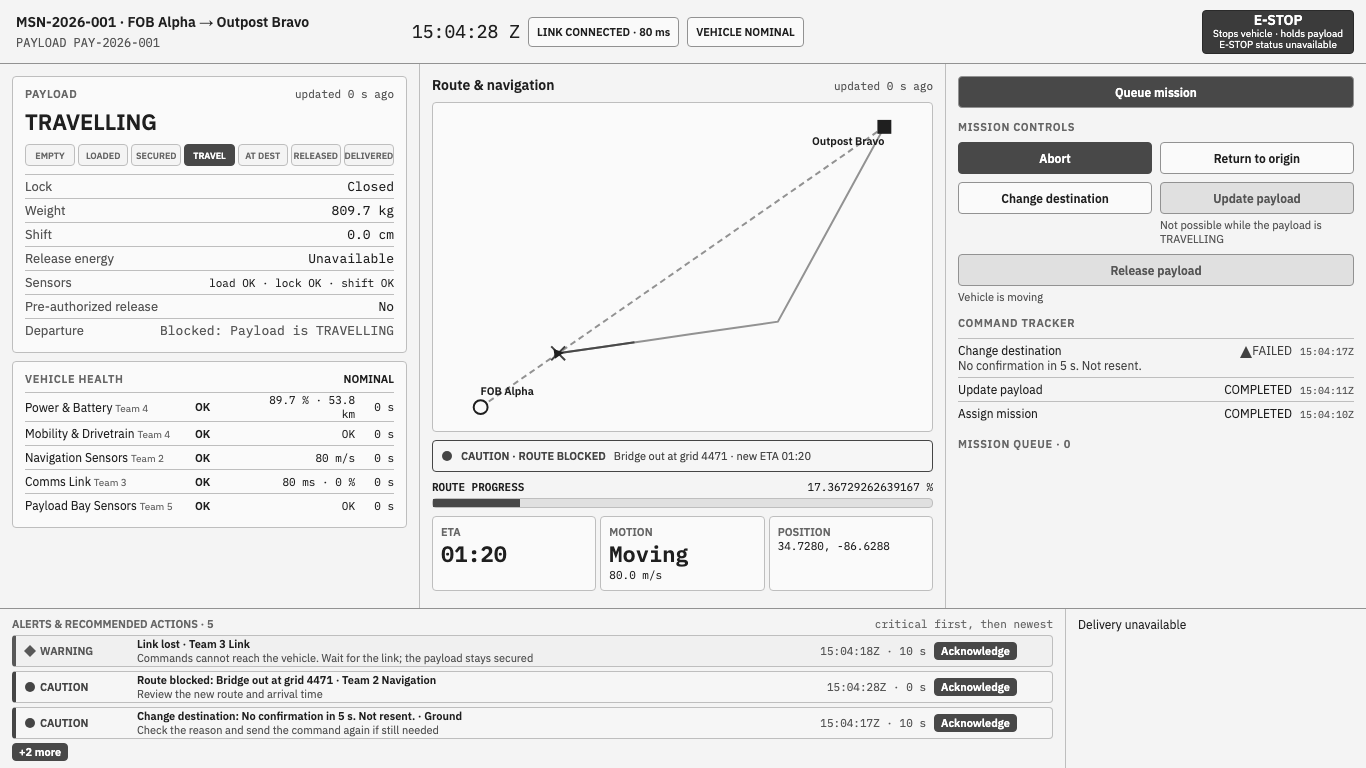 MSN-2026-001 · FOB Alpha → Outpost Bravo
PAYLOAD PAY-2026-001
15:04:28 Z
LINK CONNECTED · 80 ms
VEHICLE NOMINAL
E-STOP
Stops vehicle · holds payload
E-STOP status unavailable
PAYLOAD updated 0 s ago
TRAVELLING
EMPTY LOADED SECURED TRAVEL AT DEST RELEASED DELIVERED
Lock Closed
Weight 809.7 kg
Shift 0.0 cm
Release energy Unavailable
Sensors load OK · lock OK · shift OK
Pre-authorized release No
Departure Blocked: Payload is TRAVELLING
VEHICLE HEALTH NOMINAL
Power & Battery Team 4 OK 89.7 % · 53.8 km 0 s
Mobility & Drivetrain Team 4 OK OK 0 s
Navigation Sensors Team 2 OK 80 m/s 0 s
Comms Link Team 3 OK 80 ms · 0 % 0 s
Payload Bay Sensors Team 5 OK OK 0 s
Route & navigation updated 0 s ago
Outpost Bravo
FOB Alpha
CAUTION · ROUTE BLOCKED Bridge out at grid 4471 · new ETA 01:20
ROUTE PROGRESS 17.36729262639167 %
ETA
01:20
MOTION
Moving
80.0 m/s
POSITION
34.7280, -86.6288
Queue mission
MISSION CONTROLS
Abort
Return to origin
Change destination
Update payload
Not possible while the payload is
TRAVELLING
Release payload
Vehicle is moving
COMMAND TRACKER
Change destination FAILED 15:04:17Z
No confirmation in 5 s. Not resent.
Update payload COMPLETED 15:04:11Z
Assign mission COMPLETED 15:04:10Z
MISSION QUEUE · 0
ALERTS & RECOMMENDED ACTIONS · 5 critical first, then newest
WARNING Link lost · Team 3 Link 15:04:18Z · 10 s Acknowledge
Commands cannot reach the vehicle. Wait for the link; the payload stays secured
CAUTION Route blocked: Bridge out at grid 4471 · Team 2 Navigation 15:04:28Z · 0 s Acknowledge
Review the new route and arrival time
CAUTION Change destination: No confirmation in 5 s. Not resent. · Ground 15:04:17Z · 10 s Acknowledge
Check the reason and send the command again if still needed
+2 more
Delivery unavailable